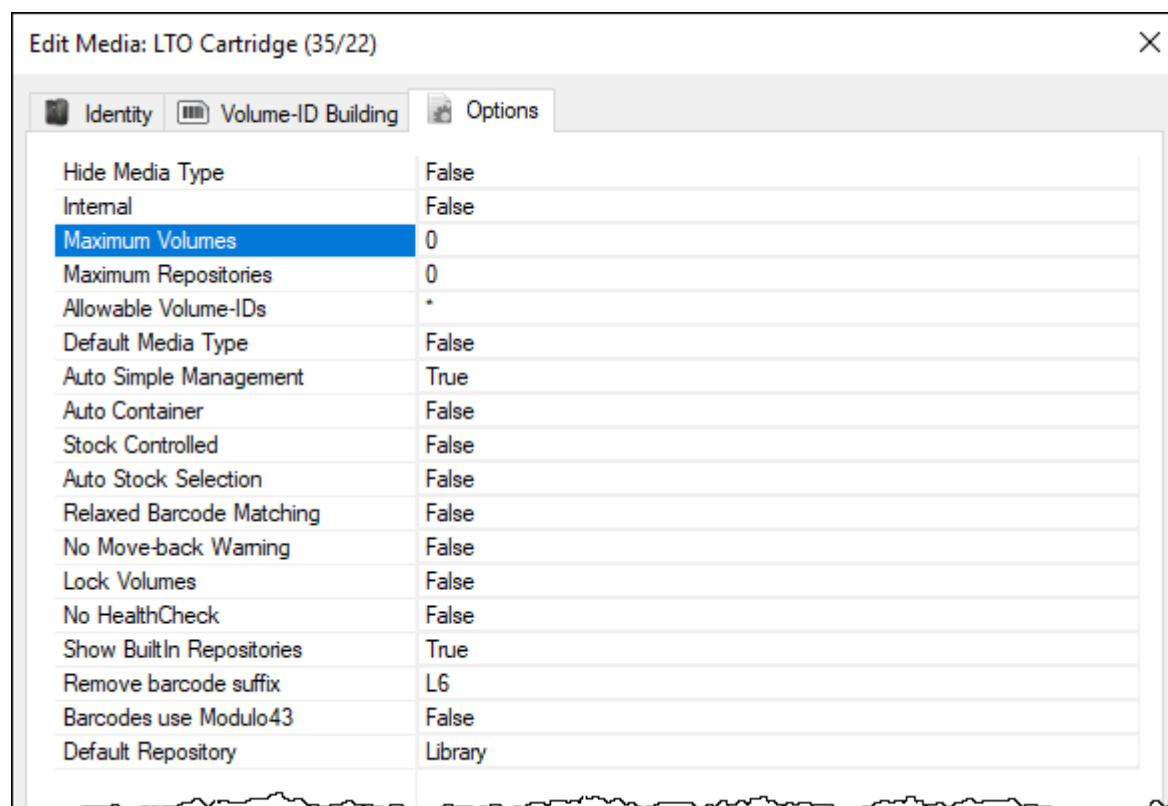 Edit Media: LTO Cartridge (35/22)
Identity Volume-ID Building Options
Hide Media Type False
Internal False
Maximum Volumes 0
Maximum Repositories 0
Allowable Volume-IDs *
Default Media Type False
Auto Simple Management True
Auto Container False
Stock Controlled False
Auto Stock Selection False
Relaxed Barcode Matching False
No Move-back Warning False
Lock Volumes False
No HealthCheck False
Show BuiltIn Repositories True
Remove barcode suffix L6
Barcodes use Modulo43 False
Default Repository Library